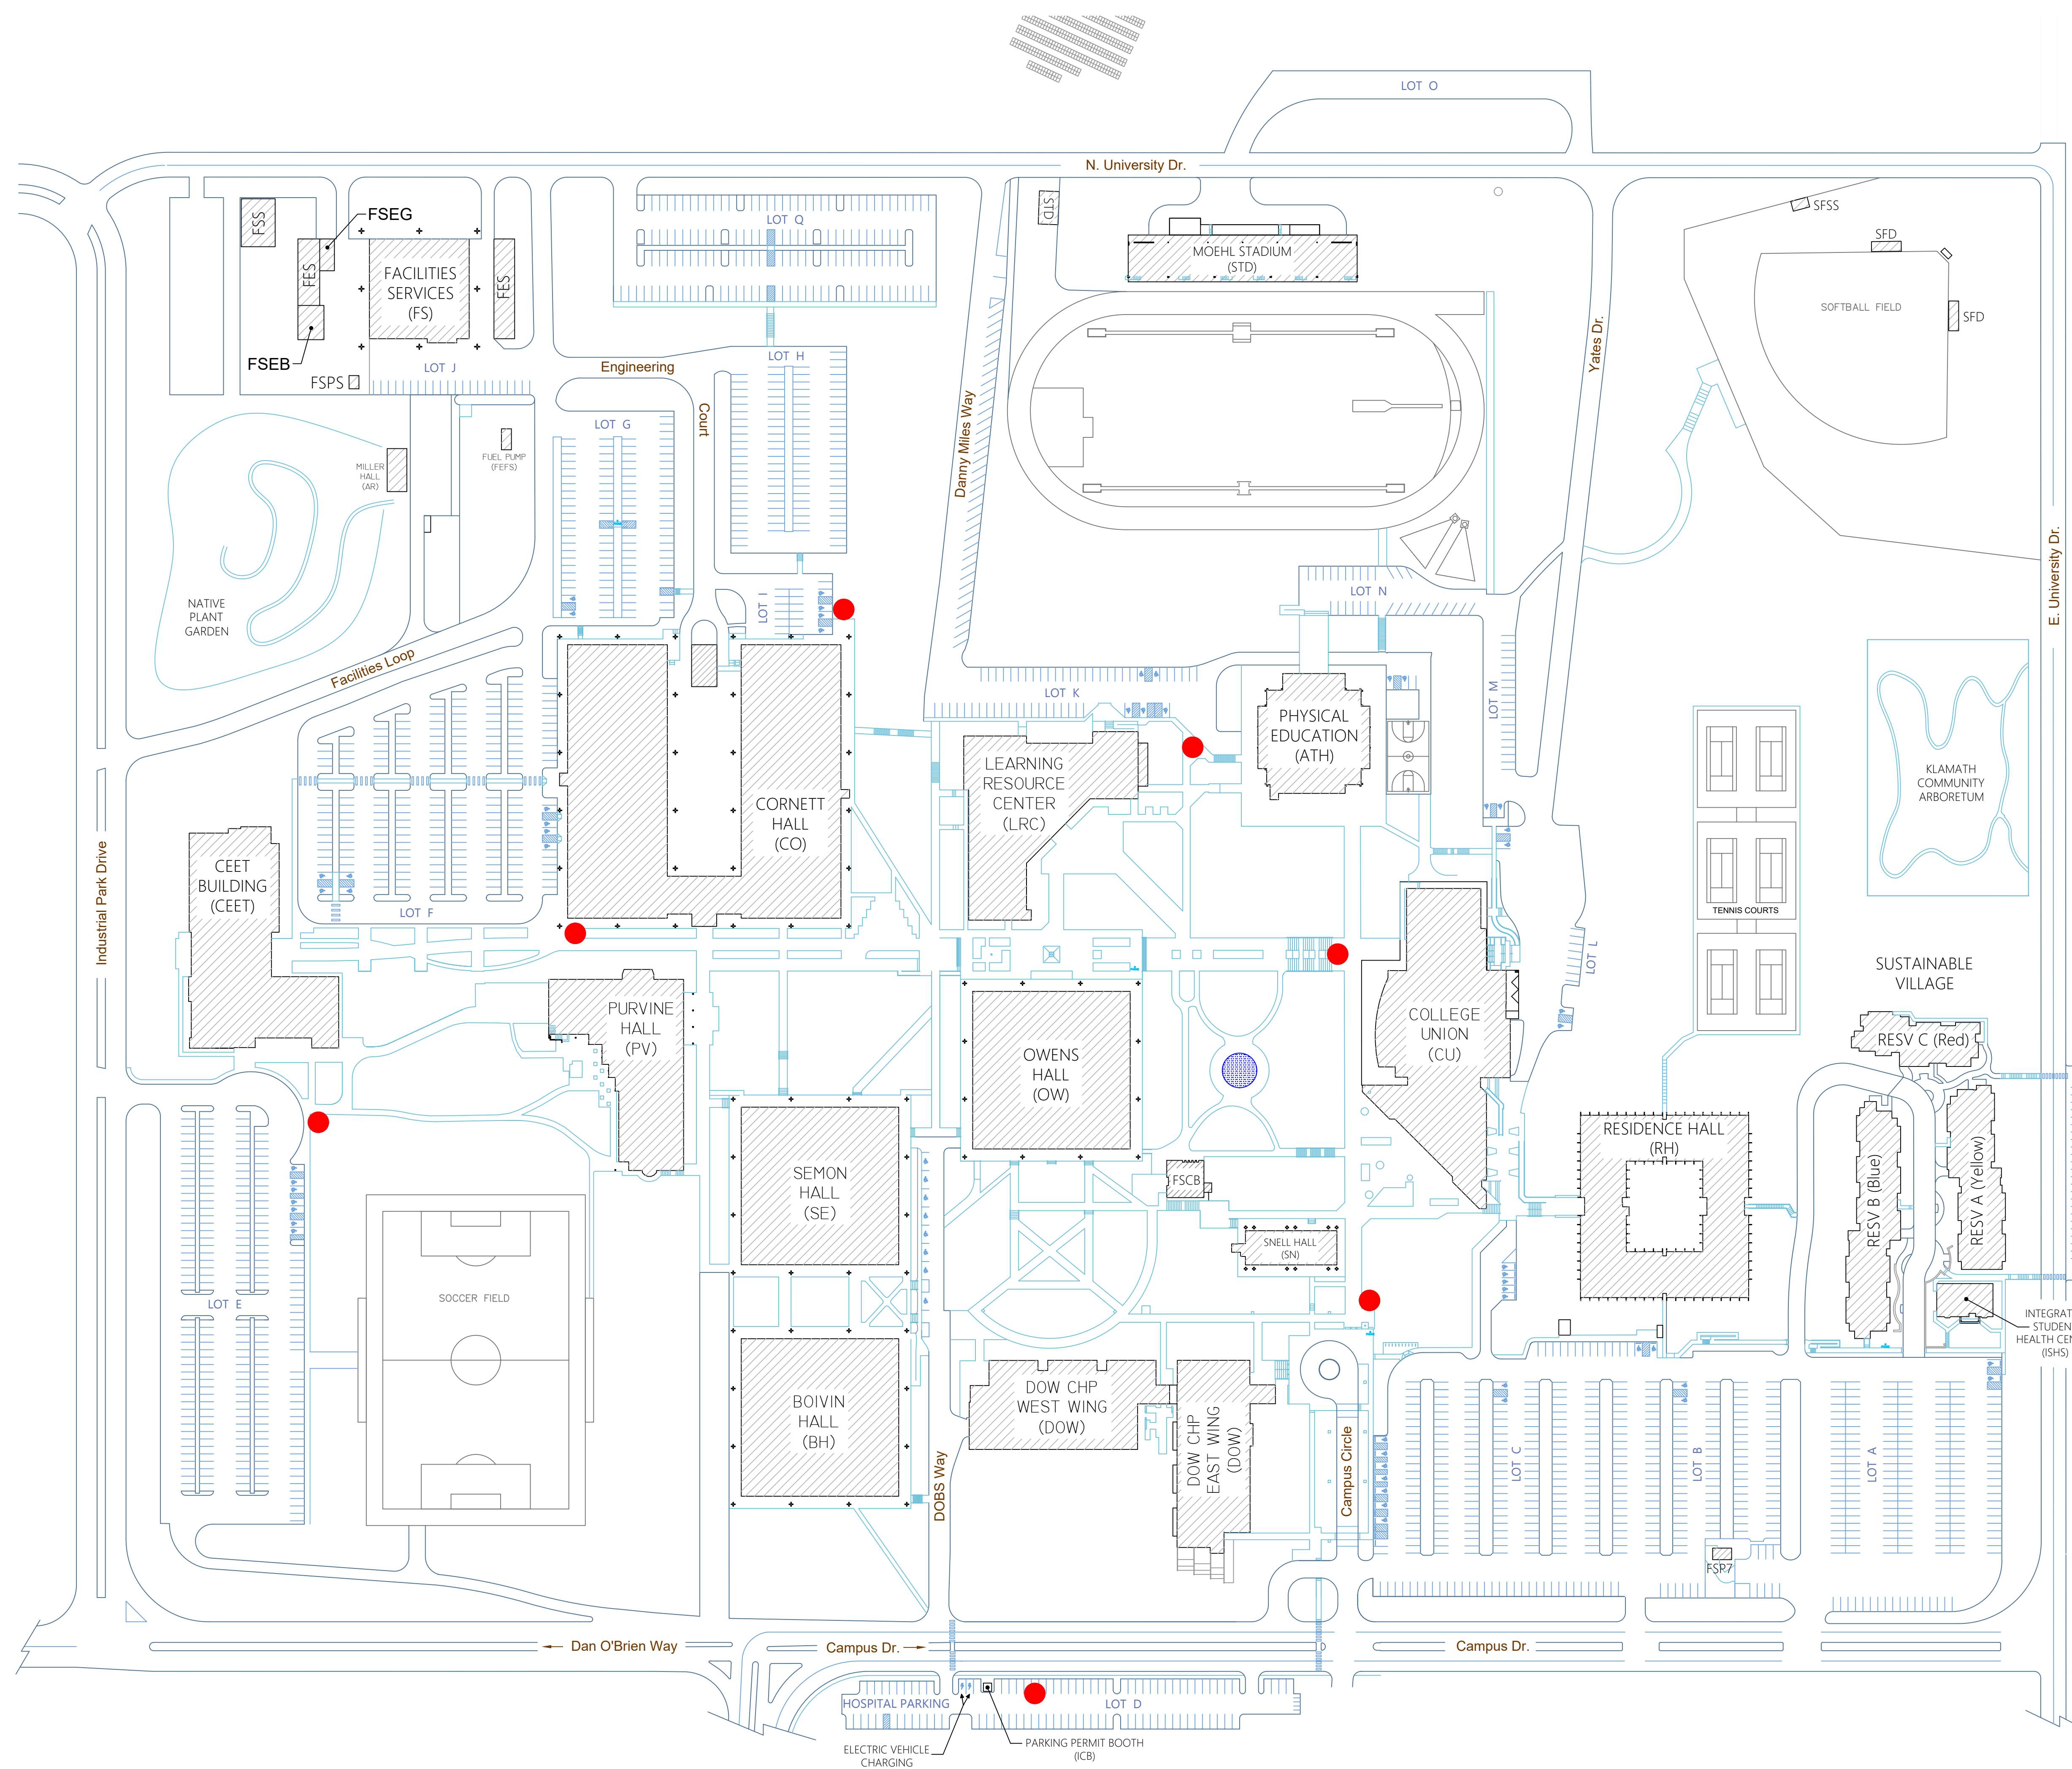 LOT O
N. University Dr.
FSS
FSEG
FES
FACILITIES
SERVICES
(FS)
FES
FSEB
FSPS
LOT J
LOT Q
STD
MOEHL STADIUM
(STD)
SFSS
SFD
SOFTBALL FIELD
SFD
Engineering
Court
LOT H
LOT G
Danny Miles Way
Yates Dr.
E. University Dr.
MILLER
HALL
(AR)
FUEL PUMP
(FEFS)
NATIVE
PLANT
GARDEN
LOT I
LOT N
Facilities Loop
LOT K
LOT M
PHYSICAL
EDUCATION
(ATH)
LEARNING
RESOURCE
CENTER
(LRC)
CORNETT
HALL
(CO)
KLAMATH
COMMUNITY
ARBORETUM
Industrial Park Drive
CEET
BUILDING
(CEET)
LOT F
TENNIS COURTS
LOT L
SUSTAINABLE
VILLAGE
PURVINE
HALL
(PV)
OWENS
HALL
(OW)
COLLEGE
UNION
(CU)
RESV C (Red)
RESIDENCE HALL
(RH)
RESV B (Blue)
RESV A (Yellow)
SEMON
HALL
(SE)
FSCB
SNELL HALL
(SN)
LOT E
SOCCER FIELD
INTEGRAT
STUDEN
HEALTH CEN
(ISHS)
BOIVIN
HALL
(BH)
DOW CHP
WEST WING
(DOW)
DOW CHP
EAST WING
(DOW)
DOBS Way
Campus Circle
LOT C
LOT B
LOT A
FSP7
Dan O'Brien Way
Campus Dr.
Campus Dr.
HOSPITAL PARKING
LOT D
ELECTRIC VEHICLE
CHARGING
PARKING PERMIT BOOTH
(ICB)